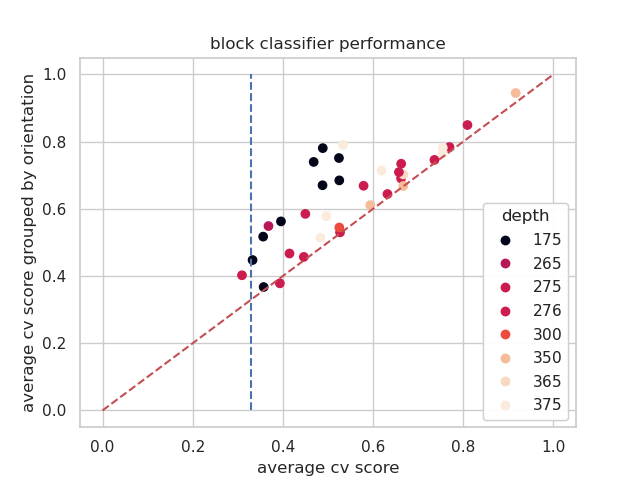 block classifier performance
average cv score grouped by orientation
1.0
0.8
0.6
0.4
0.2
0.0
depth
175
265
275
276
300
350
365
375
0.0 0.2 0.4 0.6 0.8 1.0
average cv score